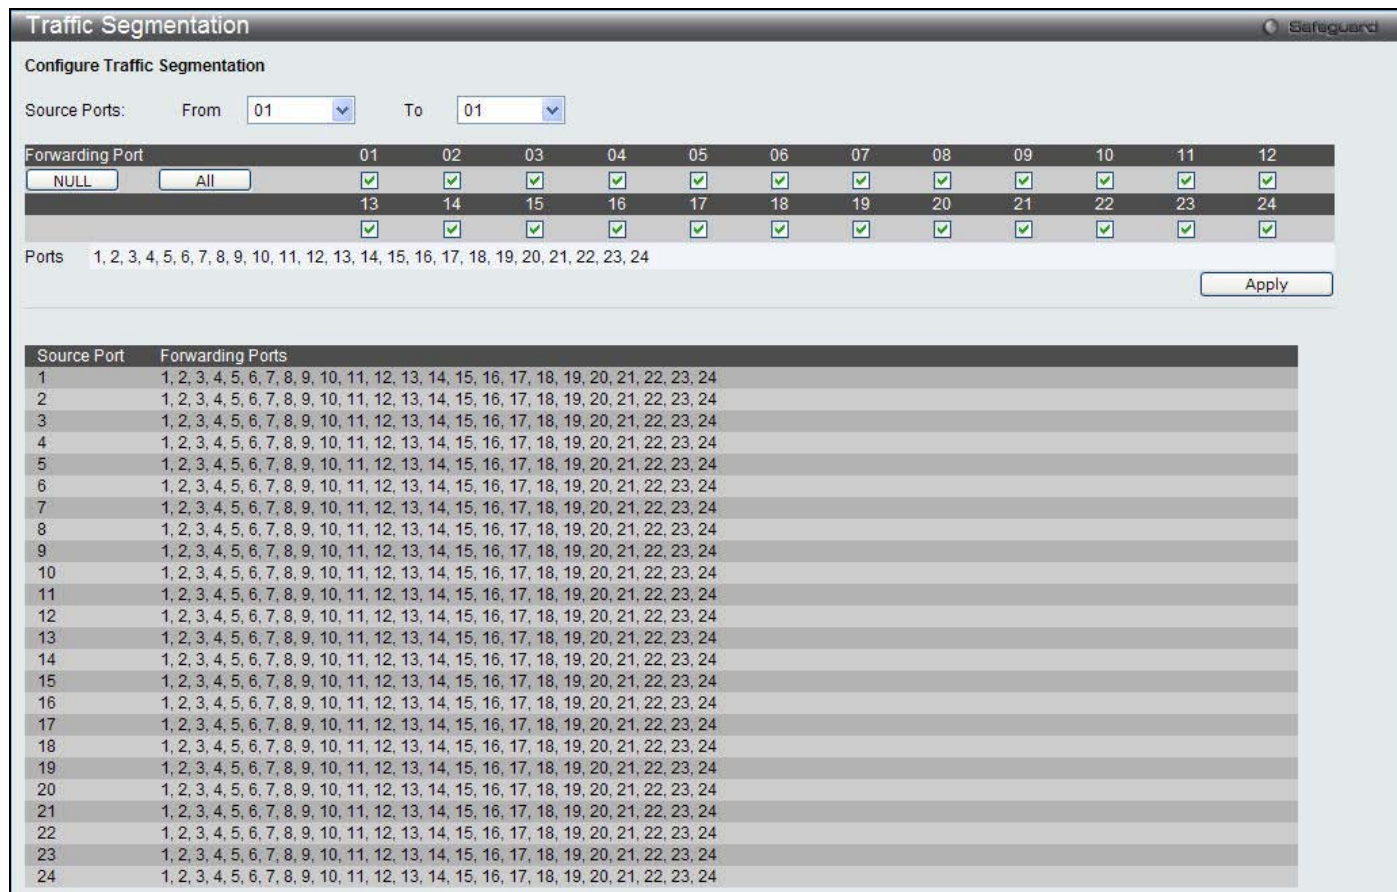 Traffic Segmentation
Safeguard
Configure Traffic Segmentation
Source Ports: From 01 To 01
Forwarding Port 01 02 03 04 05 06 07 08 09 10 11 12
NULL All
13 14 15 16 17 18 19 20 21 22 23 24
Ports 1, 2, 3, 4, 5, 6, 7, 8, 9, 10, 11, 12, 13, 14, 15, 16, 17, 18, 19, 20, 21, 22, 23, 24
Apply
Source Port Forwarding Ports
1 1, 2, 3, 4, 5, 6, 7, 8, 9, 10, 11, 12, 13, 14, 15, 16, 17, 18, 19, 20, 21, 22, 23, 24
2 1, 2, 3, 4, 5, 6, 7, 8, 9, 10, 11, 12, 13, 14, 15, 16, 17, 18, 19, 20, 21, 22, 23, 24
3 1, 2, 3, 4, 5, 6, 7, 8, 9, 10, 11, 12, 13, 14, 15, 16, 17, 18, 19, 20, 21, 22, 23, 24
4 1, 2, 3, 4, 5, 6, 7, 8, 9, 10, 11, 12, 13, 14, 15, 16, 17, 18, 19, 20, 21, 22, 23, 24
5 1, 2, 3, 4, 5, 6, 7, 8, 9, 10, 11, 12, 13, 14, 15, 16, 17, 18, 19, 20, 21, 22, 23, 24
6 1, 2, 3, 4, 5, 6, 7, 8, 9, 10, 11, 12, 13, 14, 15, 16, 17, 18, 19, 20, 21, 22, 23, 24
7 1, 2, 3, 4, 5, 6, 7, 8, 9, 10, 11, 12, 13, 14, 15, 16, 17, 18, 19, 20, 21, 22, 23, 24
8 1, 2, 3, 4, 5, 6, 7, 8, 9, 10, 11, 12, 13, 14, 15, 16, 17, 18, 19, 20, 21, 22, 23, 24
9 1, 2, 3, 4, 5, 6, 7, 8, 9, 10, 11, 12, 13, 14, 15, 16, 17, 18, 19, 20, 21, 22, 23, 24
10 1, 2, 3, 4, 5, 6, 7, 8, 9, 10, 11, 12, 13, 14, 15, 16, 17, 18, 19, 20, 21, 22, 23, 24
11 1, 2, 3, 4, 5, 6, 7, 8, 9, 10, 11, 12, 13, 14, 15, 16, 17, 18, 19, 20, 21, 22, 23, 24
12 1, 2, 3, 4, 5, 6, 7, 8, 9, 10, 11, 12, 13, 14, 15, 16, 17, 18, 19, 20, 21, 22, 23, 24
13 1, 2, 3, 4, 5, 6, 7, 8, 9, 10, 11, 12, 13, 14, 15, 16, 17, 18, 19, 20, 21, 22, 23, 24
14 1, 2, 3, 4, 5, 6, 7, 8, 9, 10, 11, 12, 13, 14, 15, 16, 17, 18, 19, 20, 21, 22, 23, 24
15 1, 2, 3, 4, 5, 6, 7, 8, 9, 10, 11, 12, 13, 14, 15, 16, 17, 18, 19, 20, 21, 22, 23, 24
16 1, 2, 3, 4, 5, 6, 7, 8, 9, 10, 11, 12, 13, 14, 15, 16, 17, 18, 19, 20, 21, 22, 23, 24
17 1, 2, 3, 4, 5, 6, 7, 8, 9, 10, 11, 12, 13, 14, 15, 16, 17, 18, 19, 20, 21, 22, 23, 24
18 1, 2, 3, 4, 5, 6, 7, 8, 9, 10, 11, 12, 13, 14, 15, 16, 17, 18, 19, 20, 21, 22, 23, 24
19 1, 2, 3, 4, 5, 6, 7, 8, 9, 10, 11, 12, 13, 14, 15, 16, 17, 18, 19, 20, 21, 22, 23, 24
20 1, 2, 3, 4, 5, 6, 7, 8, 9, 10, 11, 12, 13, 14, 15, 16, 17, 18, 19, 20, 21, 22, 23, 24
21 1, 2, 3, 4, 5, 6, 7, 8, 9, 10, 11, 12, 13, 14, 15, 16, 17, 18, 19, 20, 21, 22, 23, 24
22 1, 2, 3, 4, 5, 6, 7, 8, 9, 10, 11, 12, 13, 14, 15, 16, 17, 18, 19, 20, 21, 22, 23, 24
23 1, 2, 3, 4, 5, 6, 7, 8, 9, 10, 11, 12, 13, 14, 15, 16, 17, 18, 19, 20, 21, 22, 23, 24
24 1, 2, 3, 4, 5, 6, 7, 8, 9, 10, 11, 12, 13, 14, 15, 16, 17, 18, 19, 20, 21, 22, 23, 24